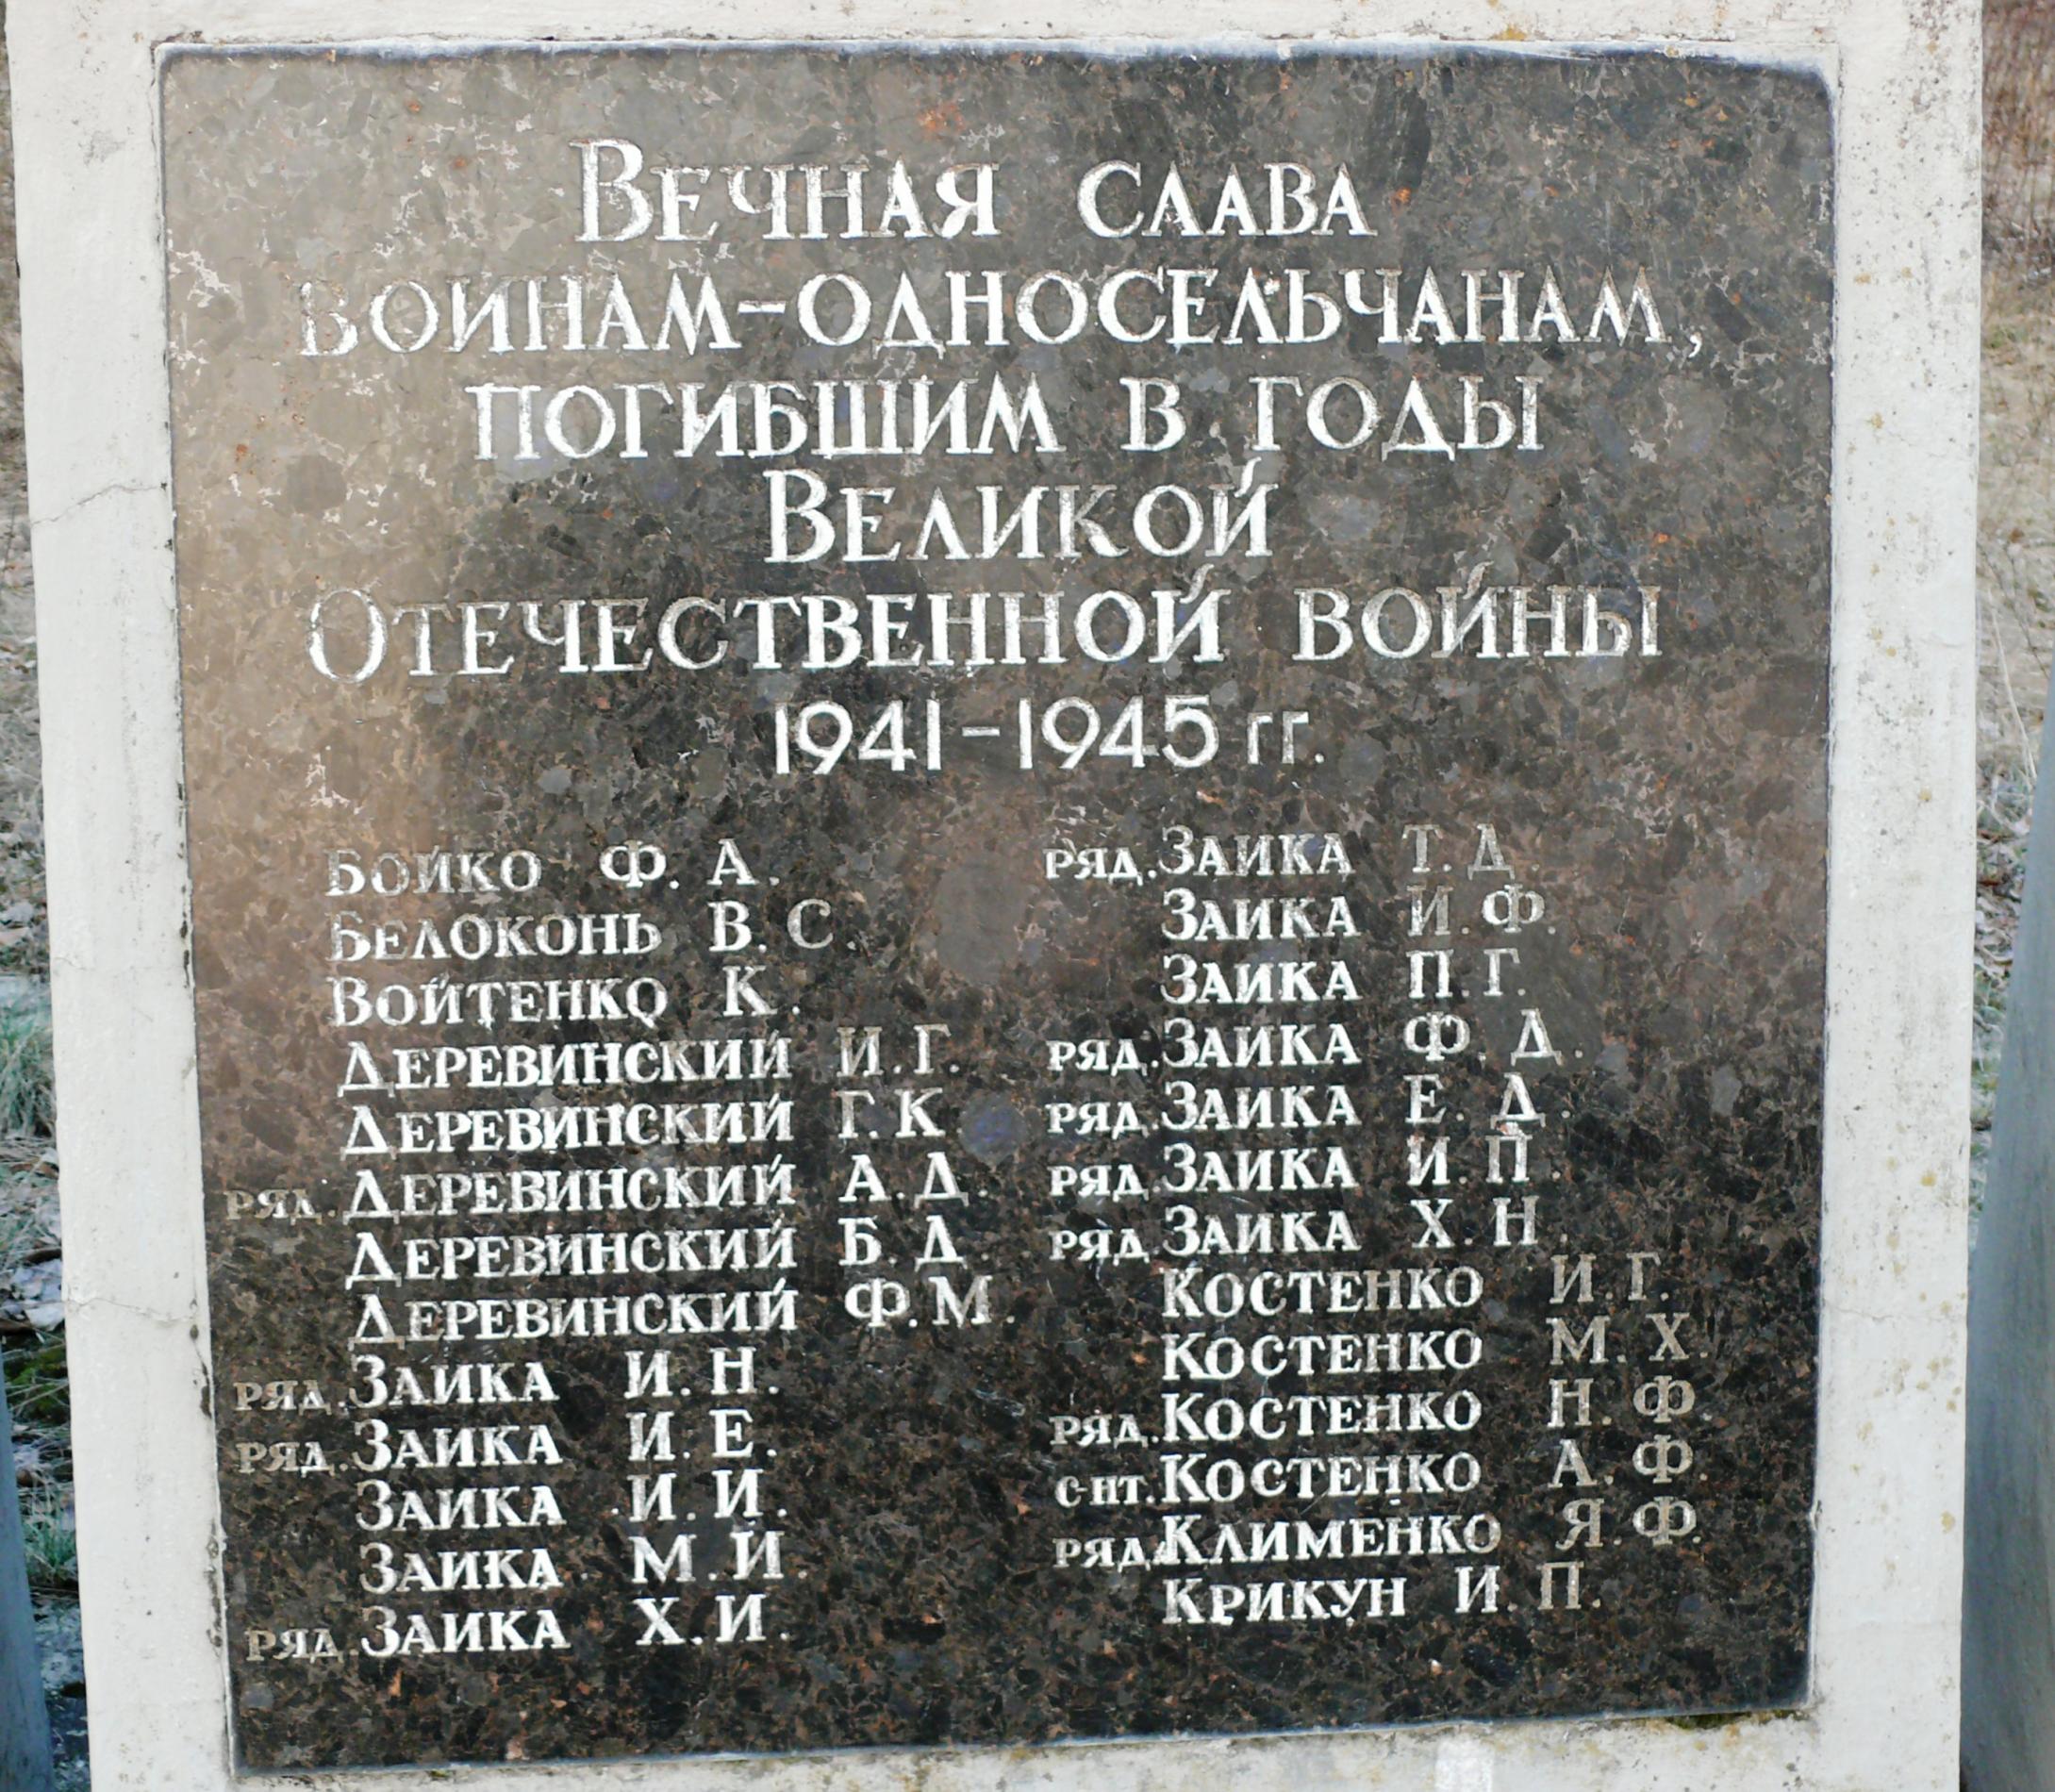 Вечная слава
воинам-односельчанам,
погибшим в годы
Великой
Отечественной войны
1941-1945 гг.
Бойко Ф. А.
Белоконь В. С.
Войтенко К.
Деревинский И. Г.
Деревинский Г. К
ряд. Деревинский А. Д.
Деревинский Б. Д.
Деревинский Ф. М.
ряд. Заика И. Н.
ряд. Заика И. Е.
Заика И. И.
Заика М. И.
ряд. Заика Х. И.
ряд. Заика Т. Д.
Заика И. Ф.
Заика П. Г.
ряд. Заика Ф. Д.
ряд. Заика Е. Д.
ряд. Заика И. П.
ряд. Заика Х. Н.
Костенко И. Г.
Костенко М. Х.
ряд. Костенко Н. Ф
с-нт. Костенко А. Ф.
ряд. Клименко Я. Ф.
Крикун И. П.